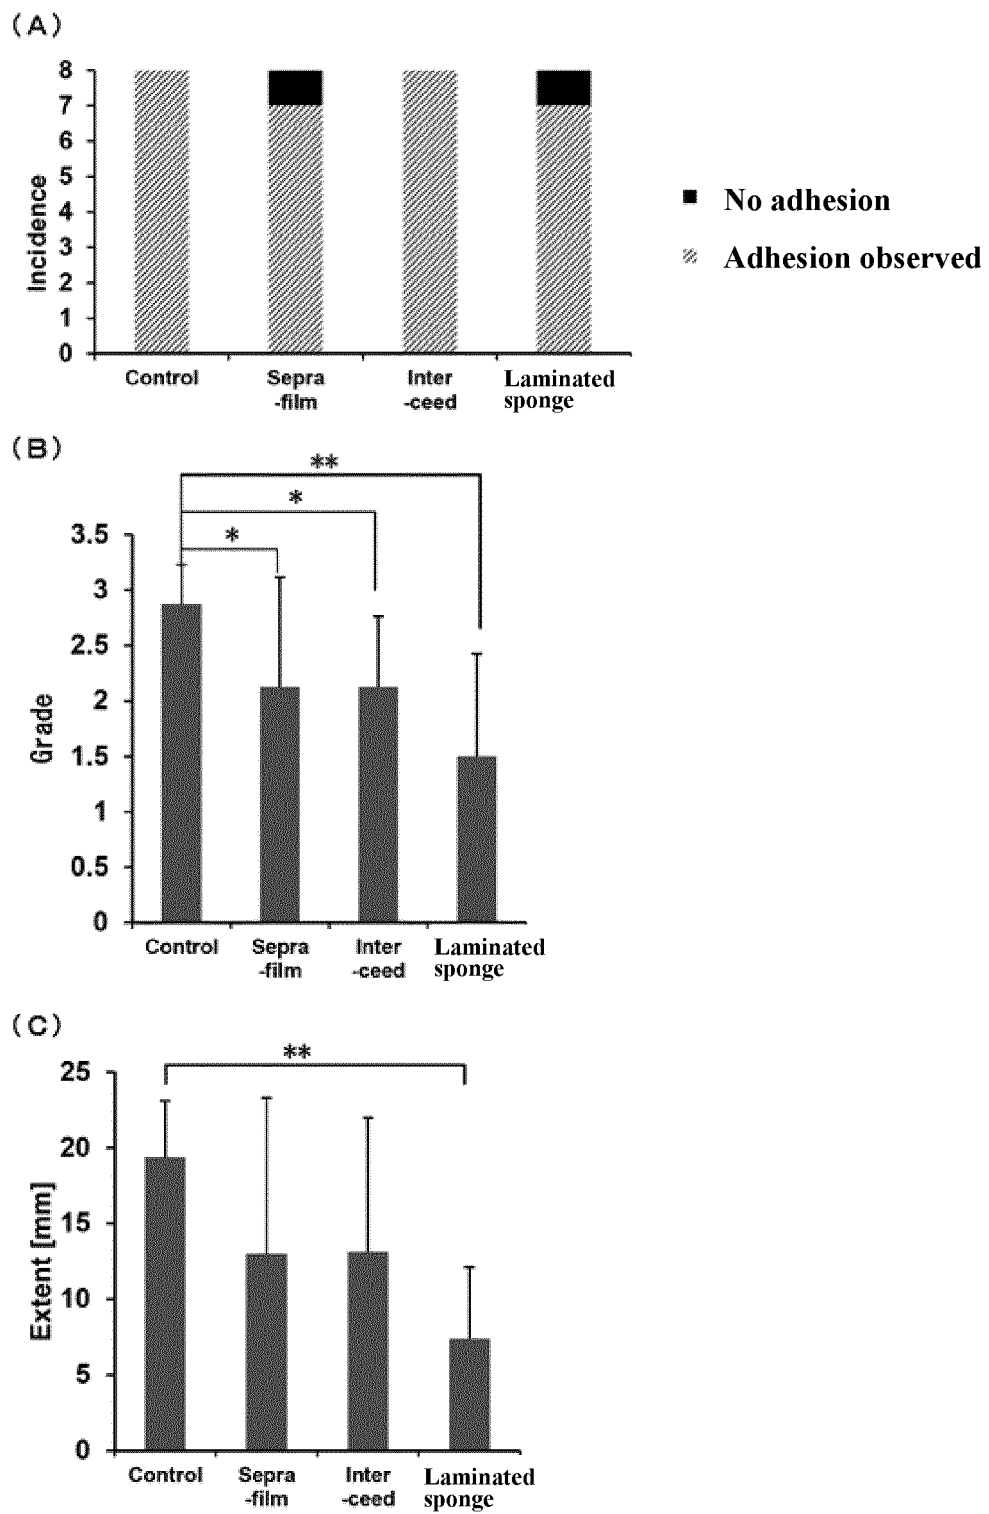 (A)
8
7
6
5
4
3
2
1
0
Incidence
Control
Sepra
-film
Inter
-ceed
Laminated
sponge
No adhesion
Adhesion observed
(B)
**
*
*
3.5
3
2.5
2
1.5
1
0.5
0
Grade
Control
Sepra
-film
Inter
-ceed
Laminated
sponge
(C)
**
25
20
15
10
5
0
Extent [mm]
Control
Sepra
-film
Inter
-ceed
Laminated
sponge